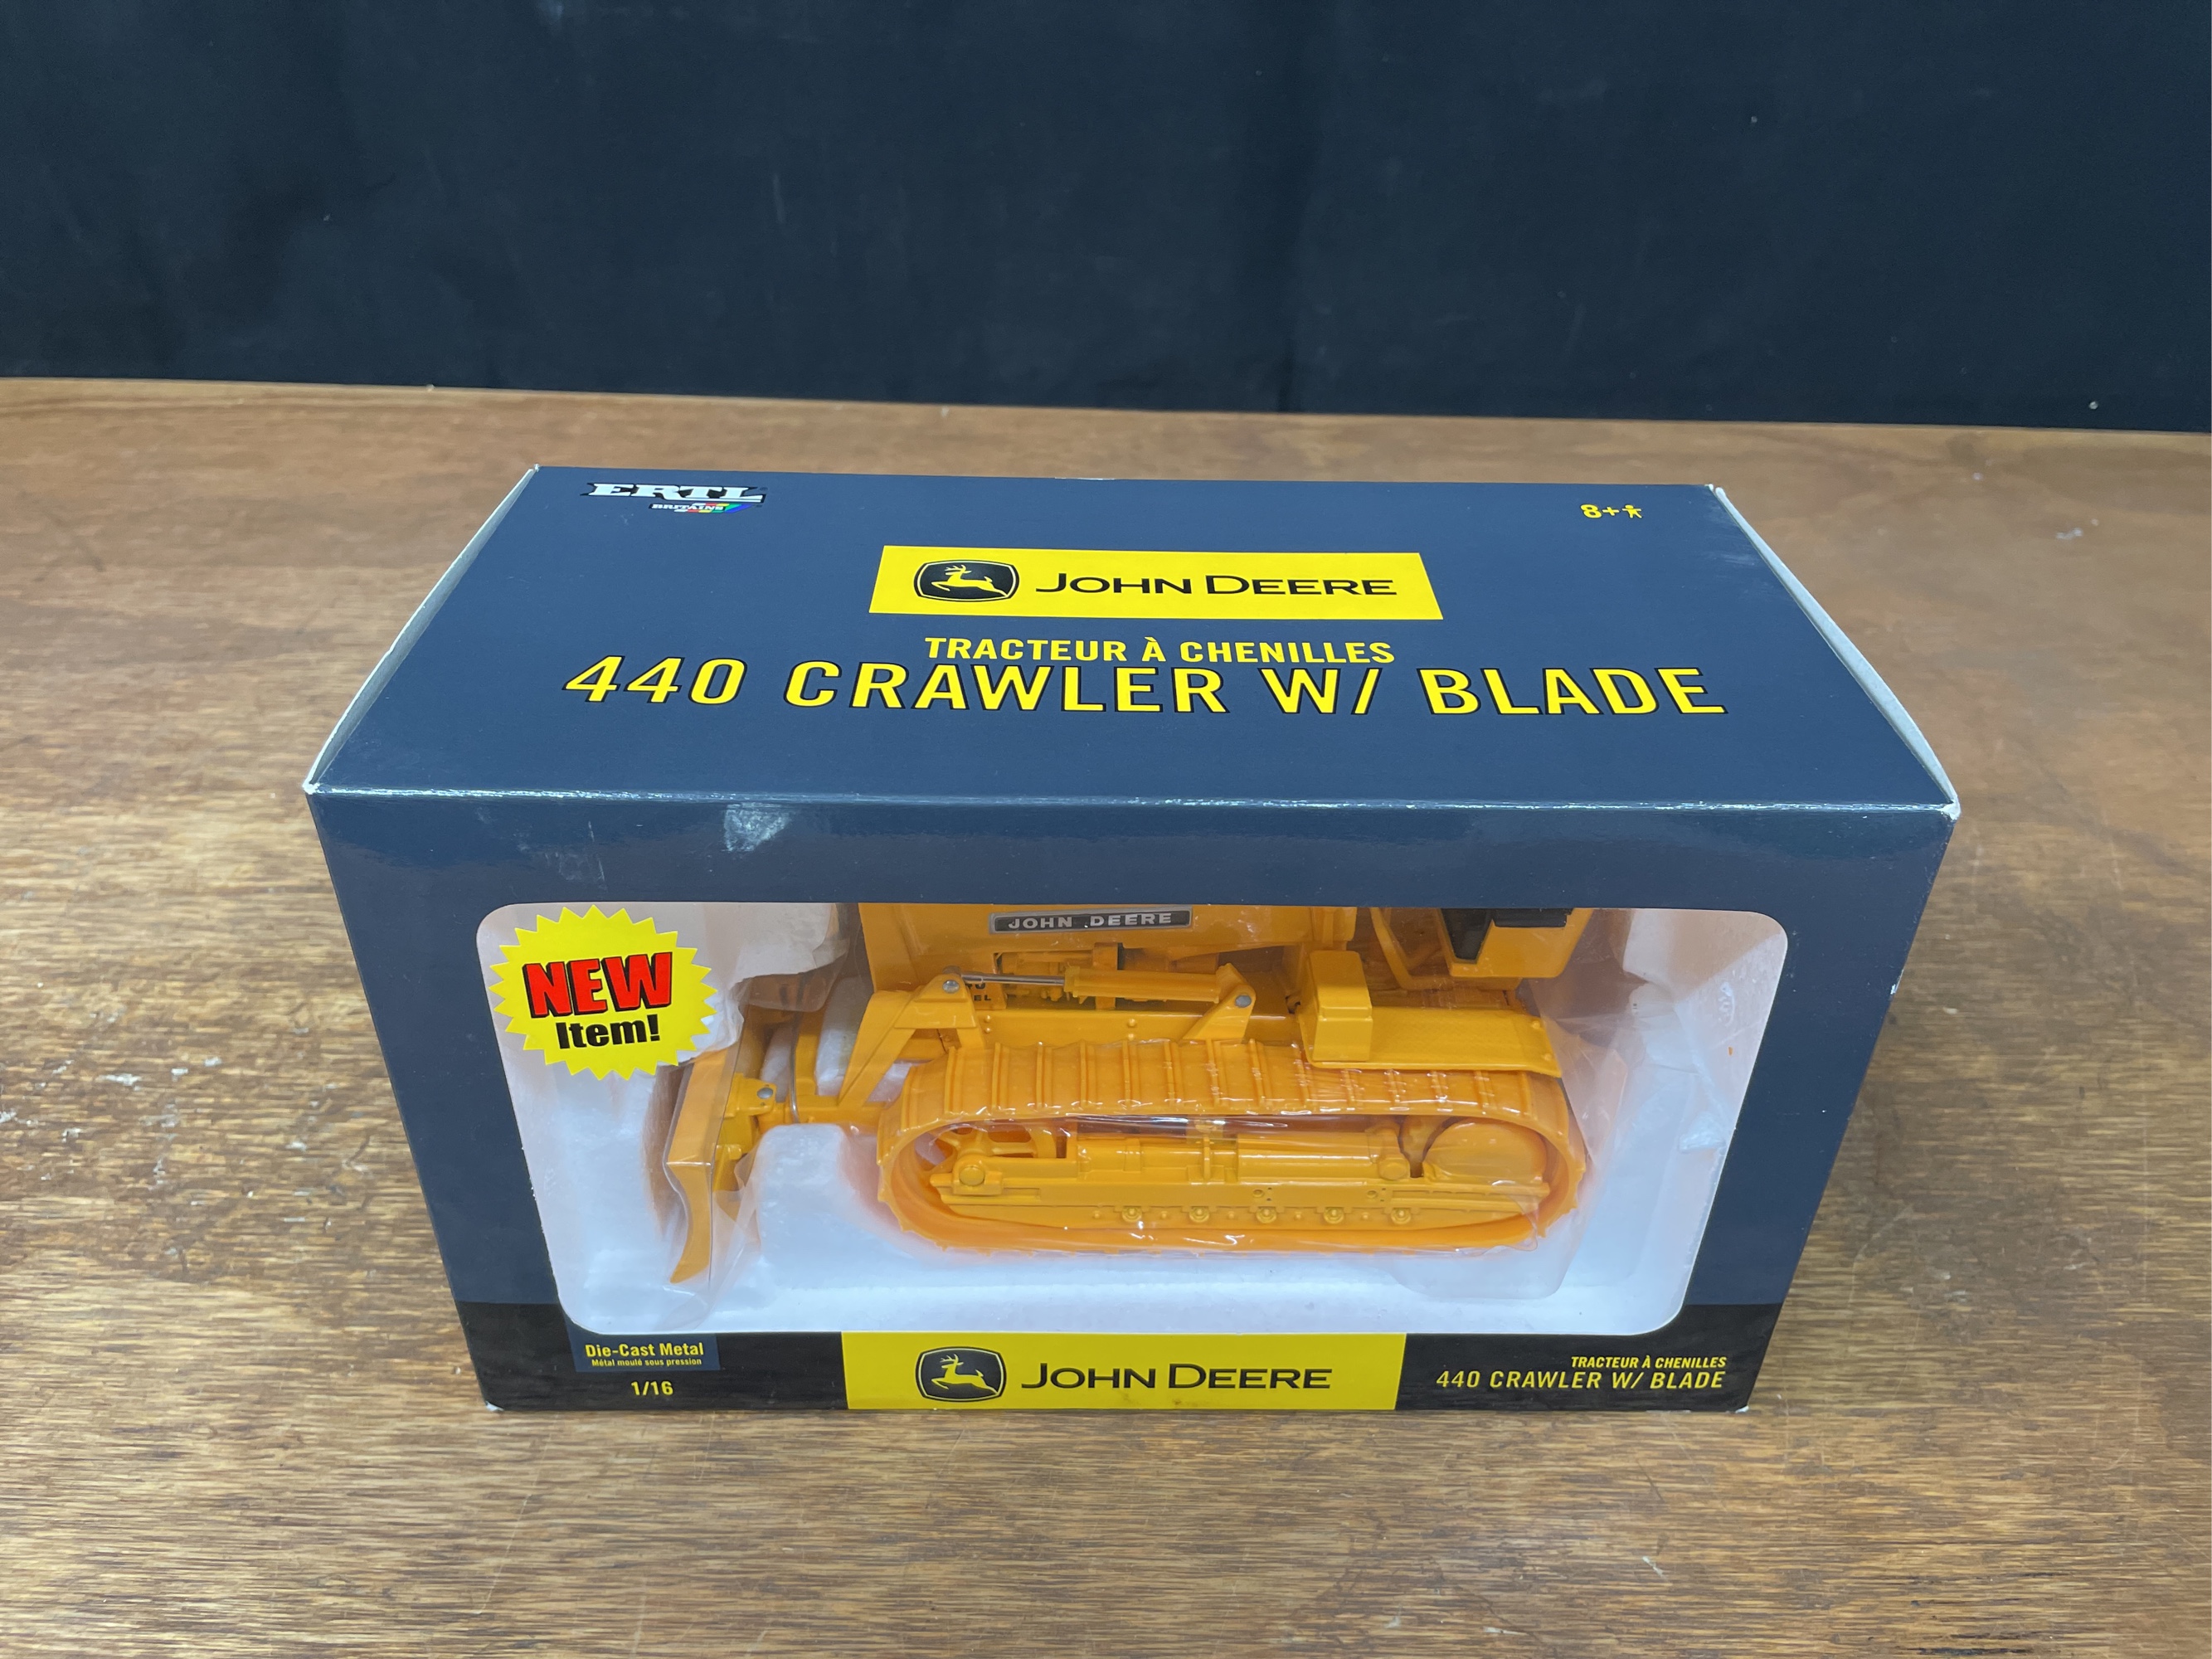 ERTL
BRITAINS
8+
JOHN DEERE
TRACTEUR À CHENILLES
440 CRAWLER W/ BLADE
NEW
Item!
JOHN DEERE
Die-Cast Metal
Métal moulé sous pression
1/16
JOHN DEERE
TRACTEUR À CHENILLES
440 CRAWLER W/ BLADE